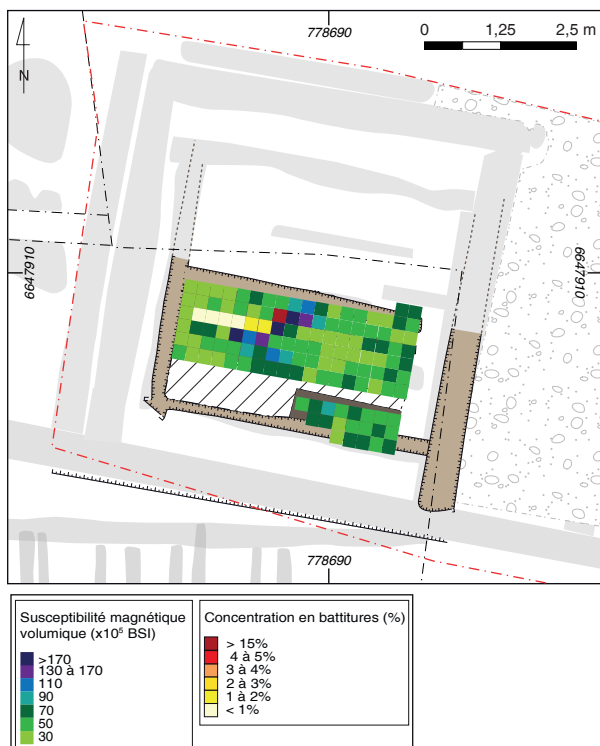 778690
0 1,25 2,5 m
N
6647910
6647910
778690
Susceptibilité magnétique
volumique (x10⁵ BSI)
>170
130 à 170
110
90
70
50
30
Concentration en battitures (%)
> 15%
4 à 5%
3 à 4%
2 à 3%
1 à 2%
< 1%